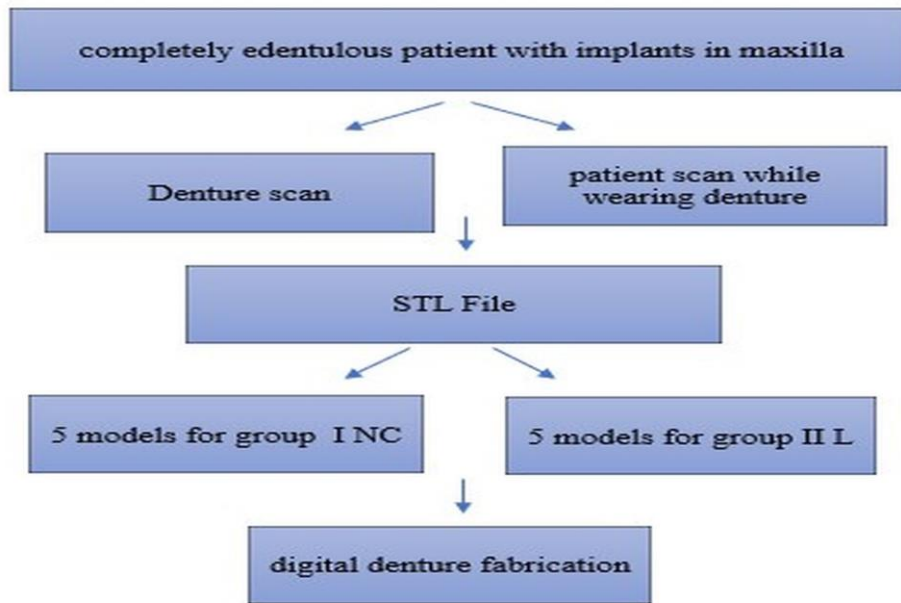 completely edentulous patient with implants in maxilla
Denture scan
patient scan while
wearing denture
STL File
5 models for group I NC
5 models for group II L
digital denture fabrication